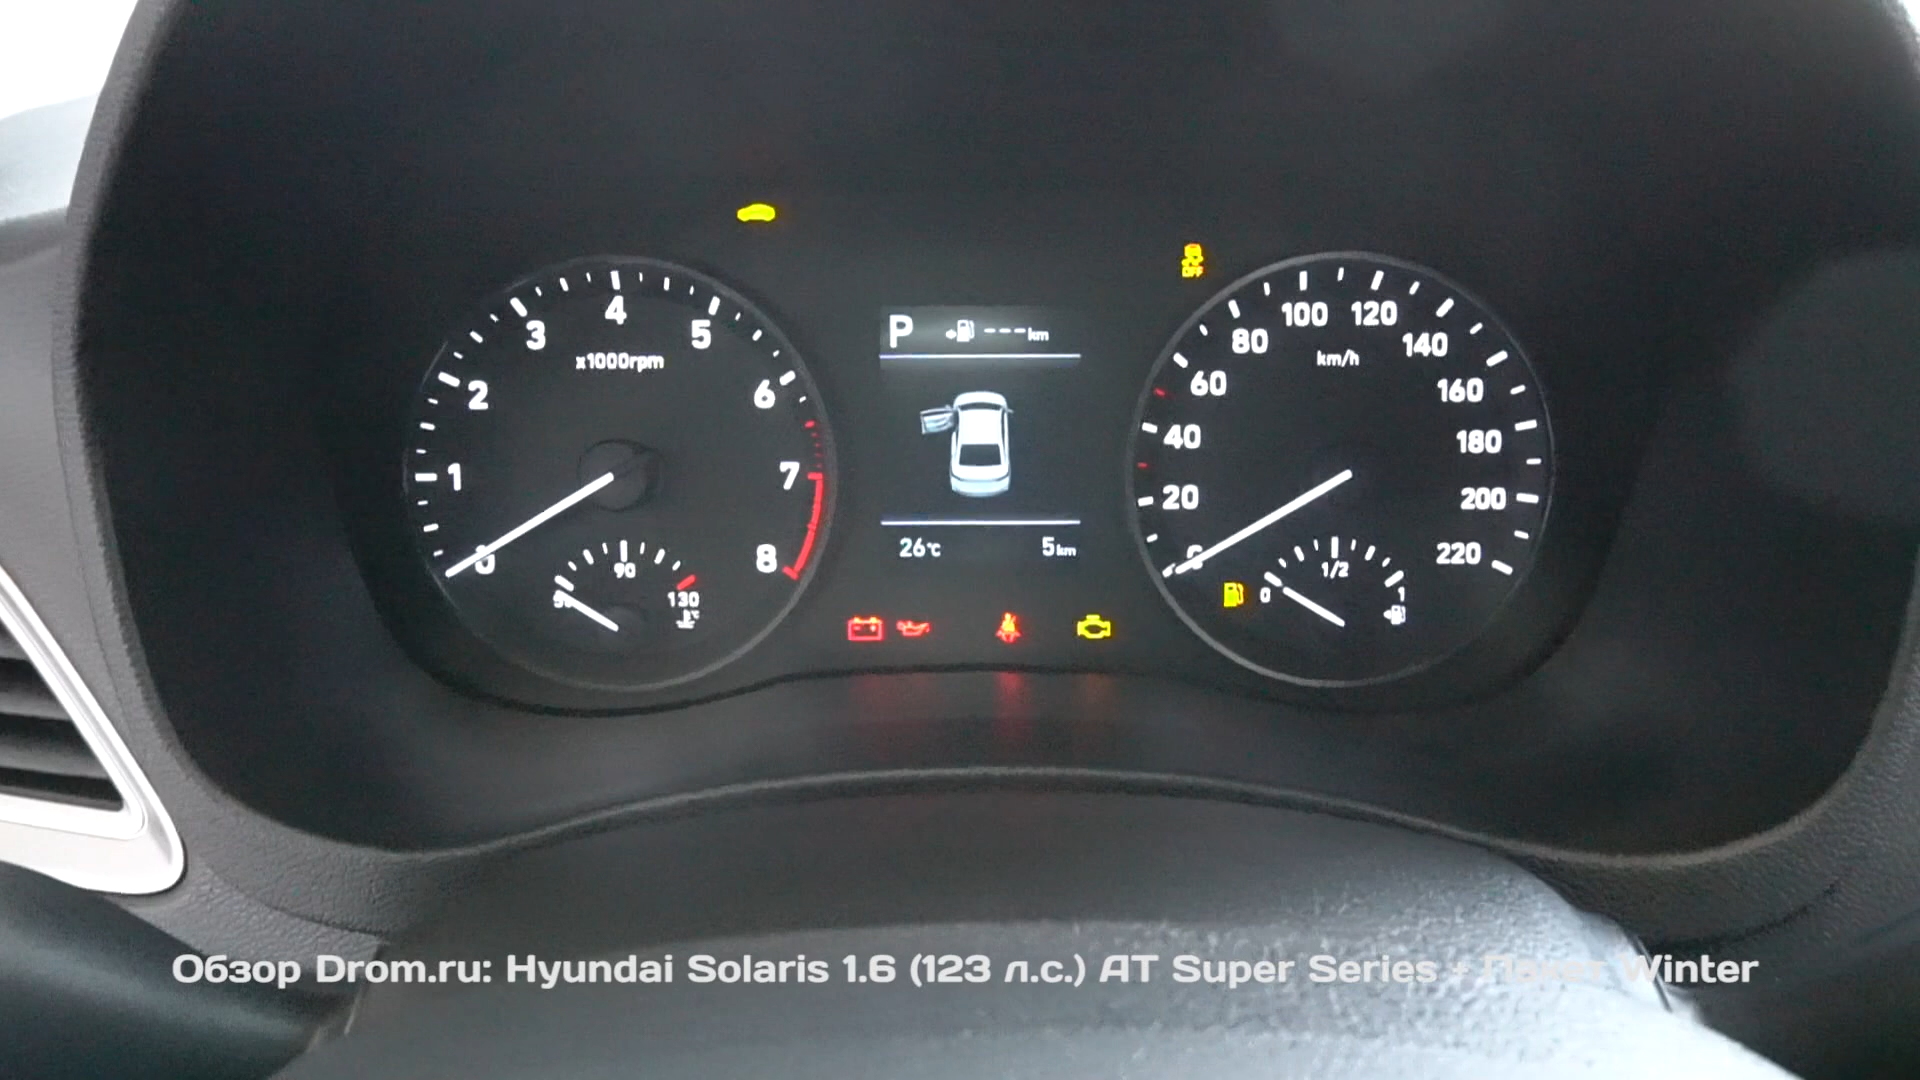 OFF
P ---km
3 4 5
x1000rpm
2 6
1 7
0 8
90
130
°C
26°C 5km
80 100 120 140
km/h
60 160
40 180
20 200
220
0 1/2 1
Обзор Drom.ru: Hyundai Solaris 1.6 (123 л.с.) AT Super Series + Пакет Winter